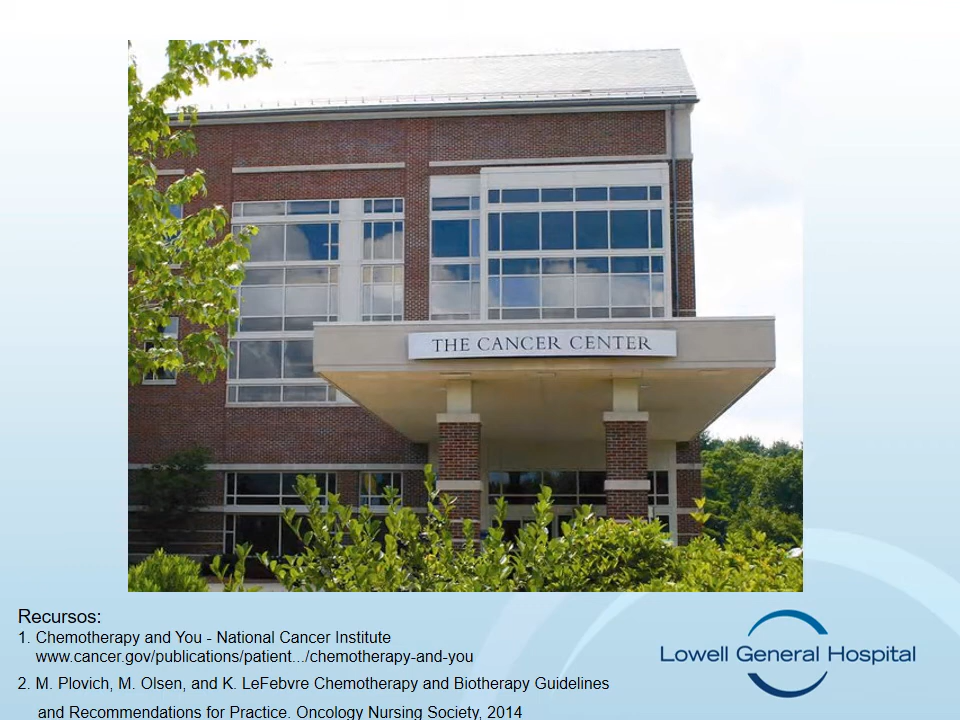 THE CANCER CENTER
Recursos:
1. Chemotherapy and You - National Cancer Institute
www.cancer.gov/publications/patient.../chemotherapy-and-you
2. M. Plovich, M. Olsen, and K. LeFebvre Chemotherapy and Biotherapy Guidelines
and Recommendations for Practice. Oncology Nursing Society, 2014
Lowell General Hospital